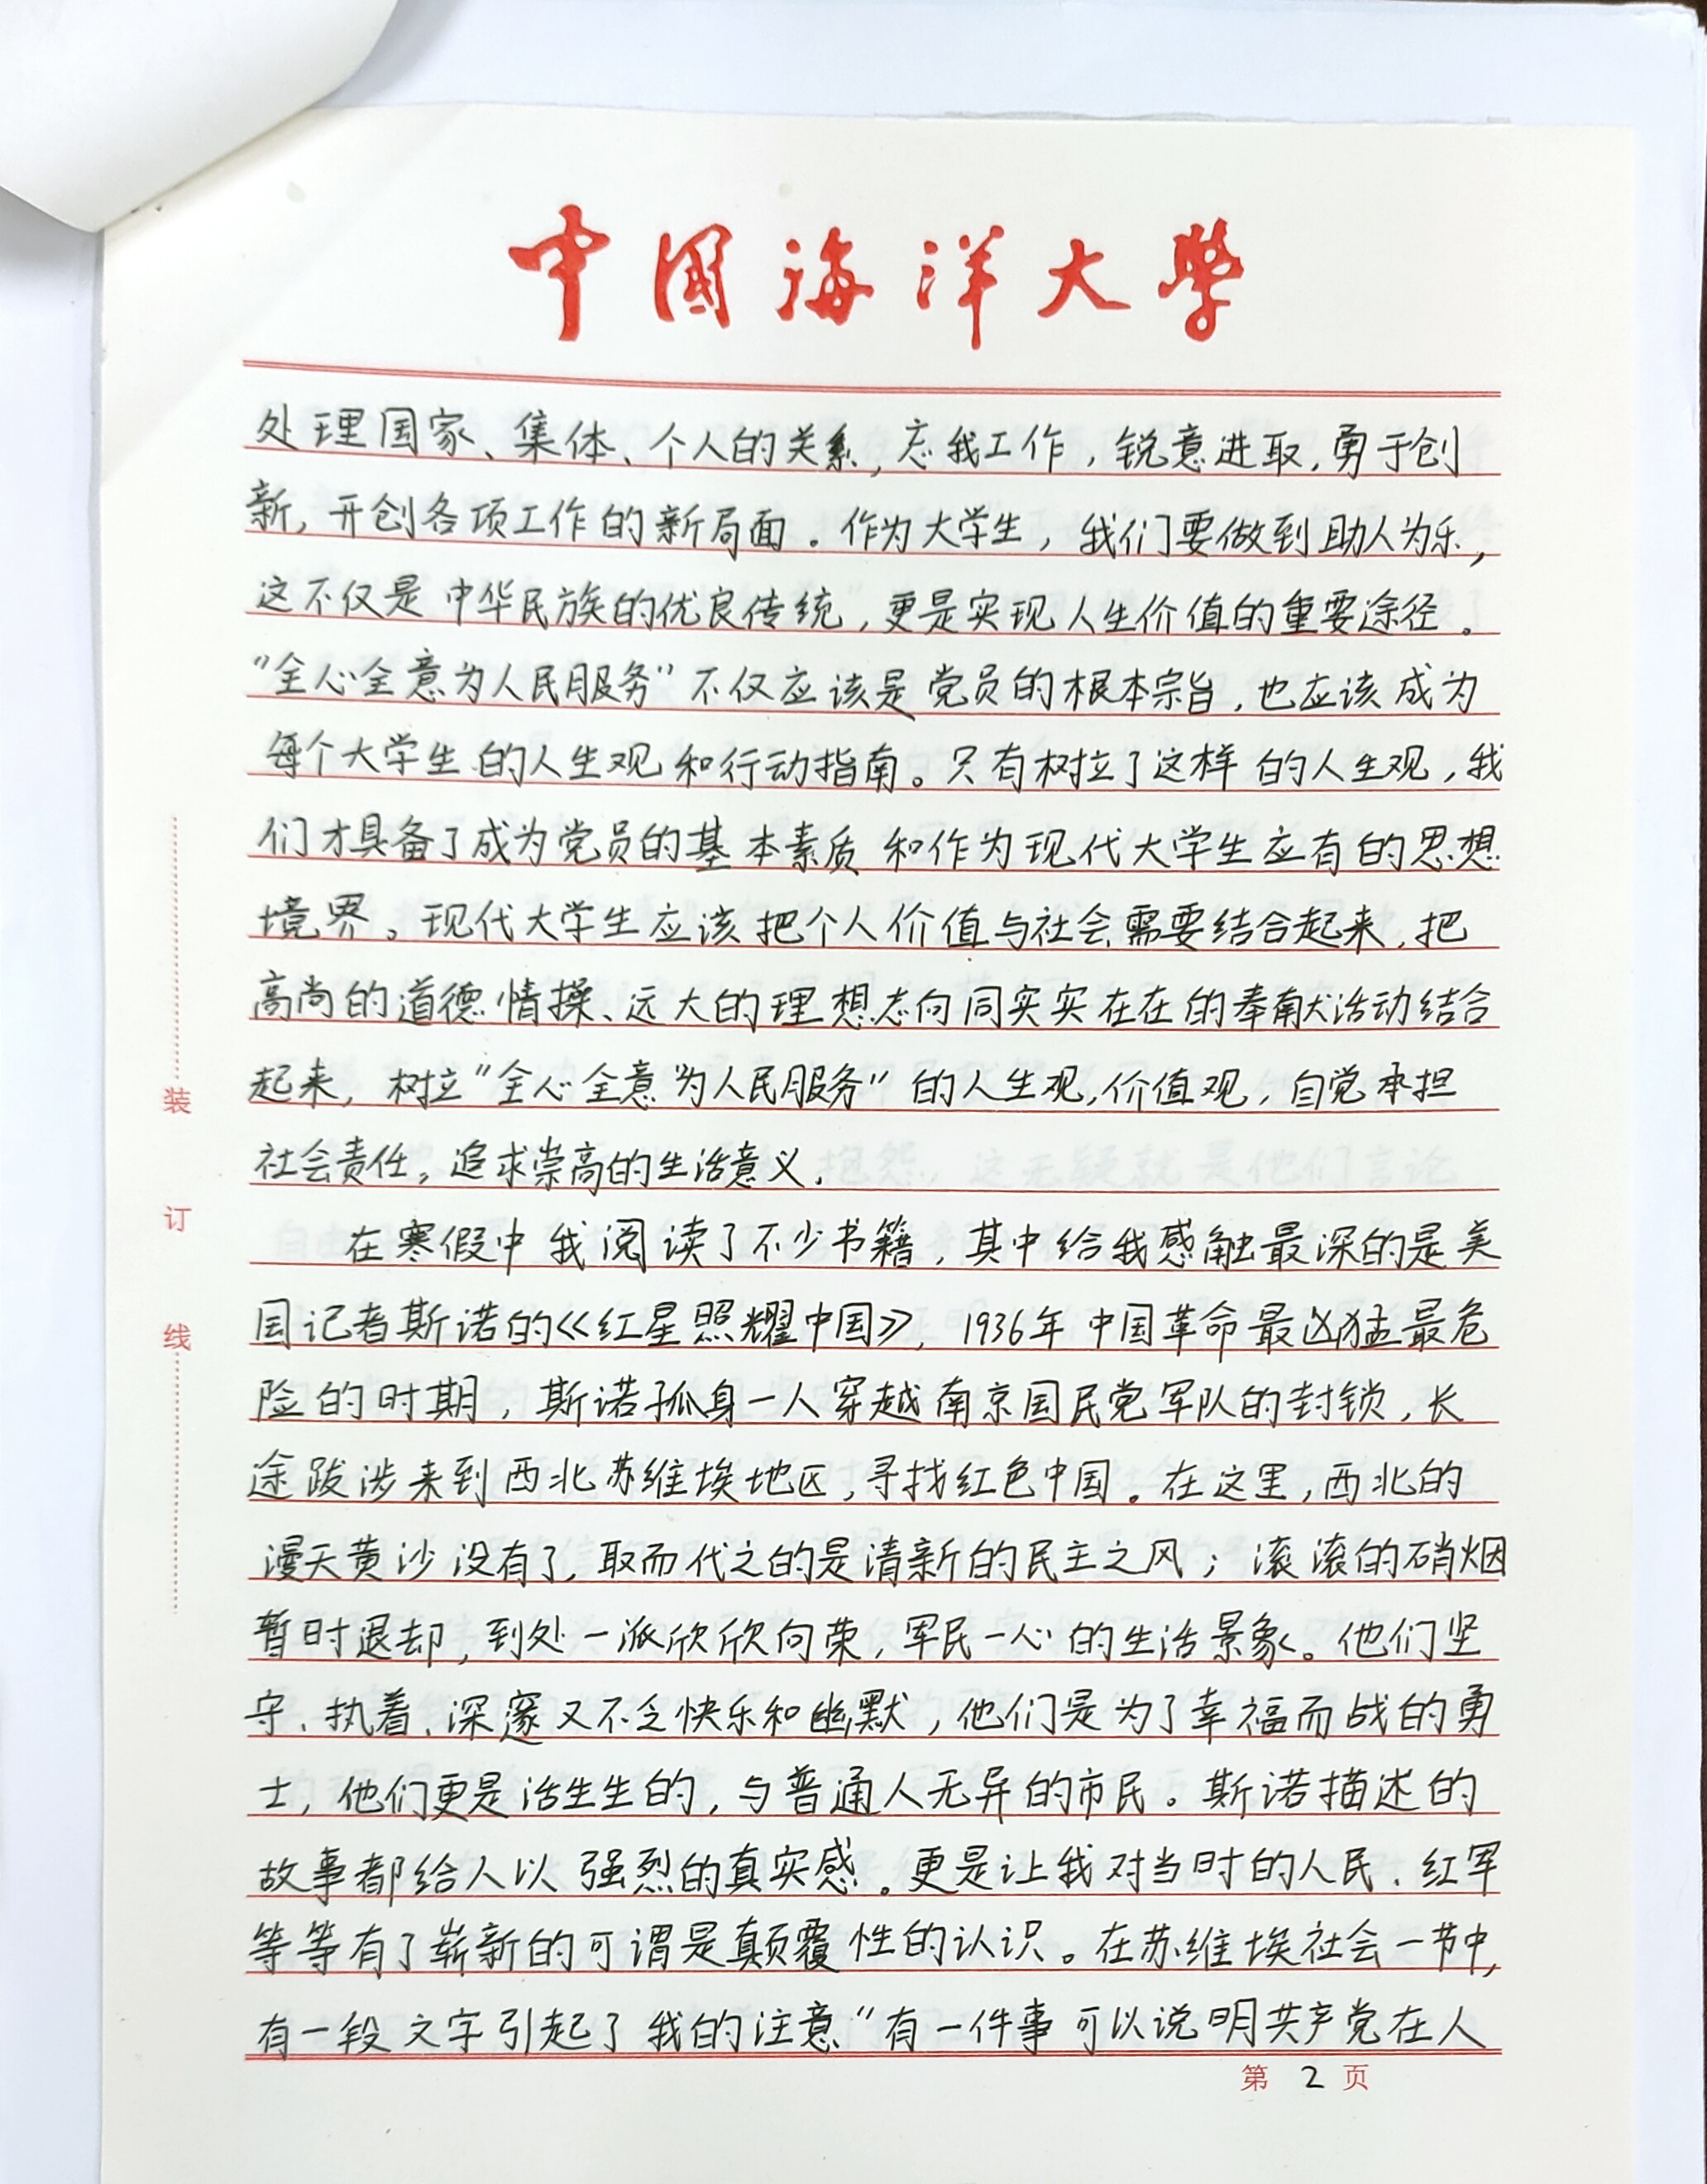 中国海洋大学
处理国家、集体、个人的关系,忘我工作,锐意进取,勇于创
新,开创各项工作的新局面。作为大学生,我们要做到助人为乐,
这不仅是中华民族的优良传统,更是实现人生价值的重要途径。
"全心全意为人民服务"不仅应该是党员的根本宗旨,也应该成为
每个大学生的人生观和行动指南。只有树立了这样的人生观,我
们才具备了成为党员的基本素质和作为现代大学生应有的思想
境界。现代大学生应该把个人价值与社会需要结合起来,把
高尚的道德情操、远大的理想志向同实实在在的奉献活动结合
起来,树立"全心全意为人民服务"的人生观,价值观,自觉承担
社会责任,追求崇高的生活意义.
在寒假中我阅读了不少书籍,其中给我感触最深的是美
国记者斯诺的《红星照耀中国》,1936年中国革命最凶猛最危
险的时期,斯诺孤身一人穿越南京国民党军队的封锁,长
途跋涉来到西北苏维埃地区,寻找红色中国。在这里,西北的
漫天黄沙没有了,取而代之的是清新的民主之风;滚滚的硝烟
暂时退却,到处一派欣欣向荣,军民一心的生活景象。他们坚
守、执着、深邃又不乏快乐和幽默,他们是为了幸福而战的勇
士,他们更是活生生的,与普通人无异的市民。斯诺描述的
故事都给人以强烈的真实感。更是让我对当时的人民、红军
等等有了崭新的可谓是颠覆性的认识。在苏维埃社会一节中,
有一段文字引起了我的注意"有一件事可以说明共产党在人
第2页
装
订
线